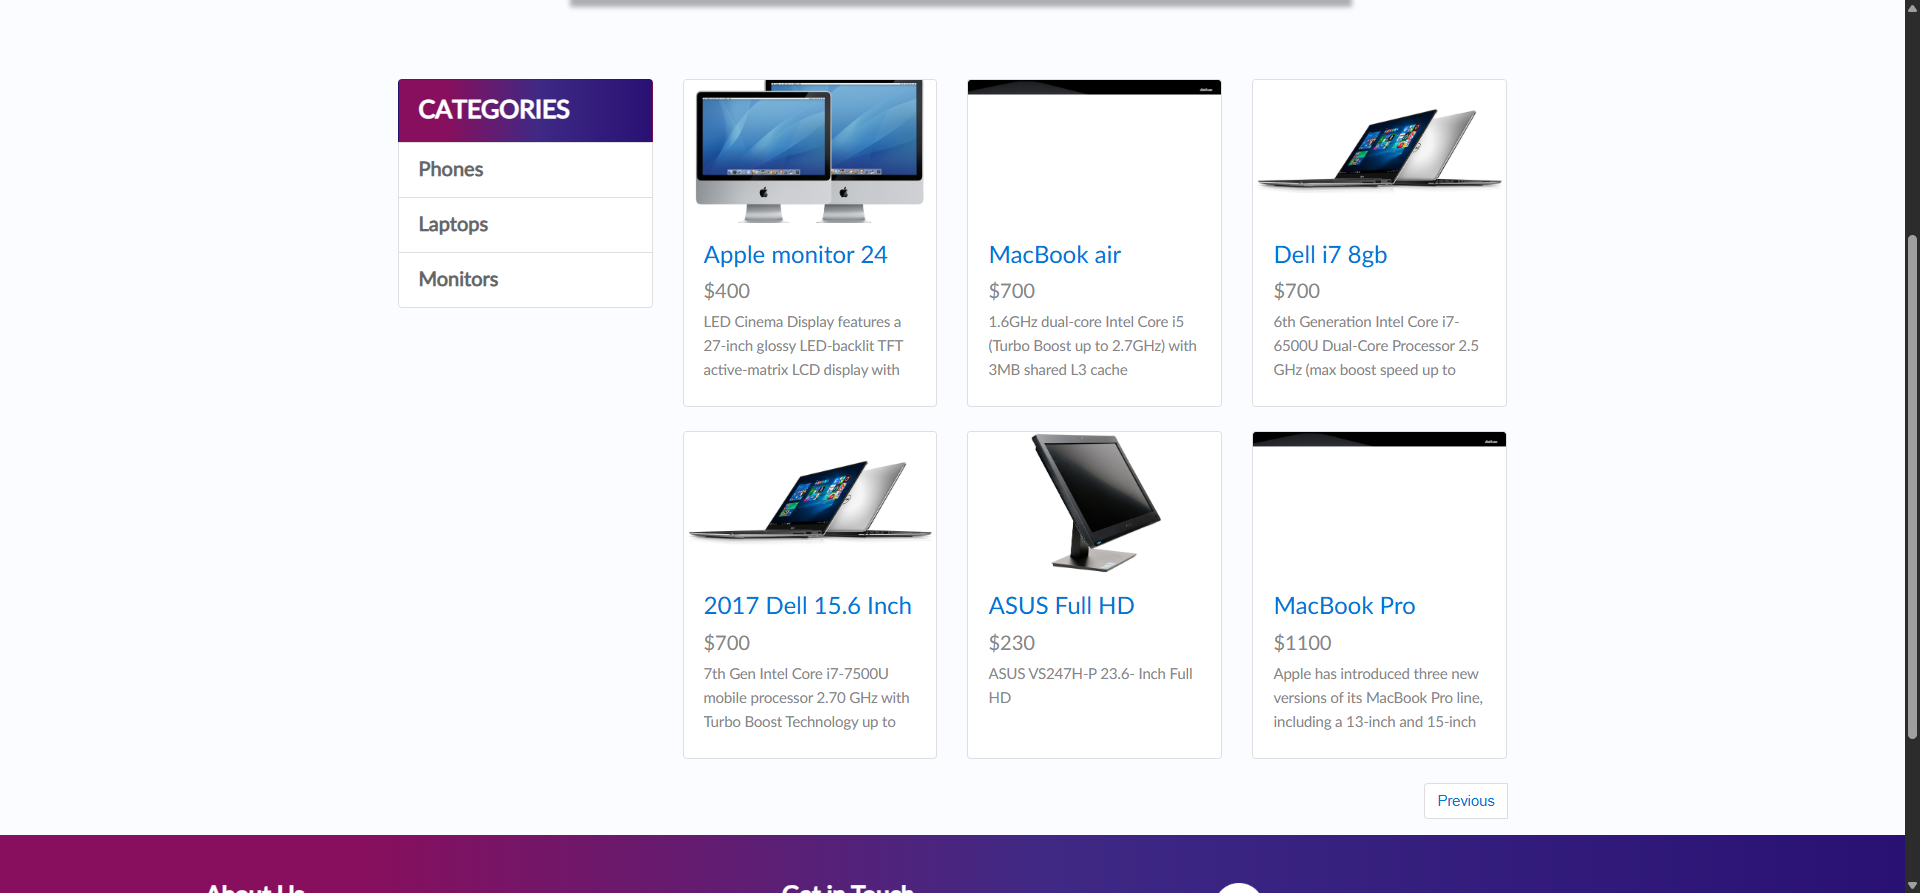 CATEGORIES
Phones
Laptops
Monitors
Apple monitor 24
$400
LED Cinema Display features a
27-inch glossy LED-backlit TFT
active-matrix LCD display with
MacBook air
$700
1.6GHz dual-core Intel Core i5
(Turbo Boost up to 2.7GHz) with
3MB shared L3 cache
Dell i7 8gb
$700
6th Generation Intel Core i7-
6500U Dual-Core Processor 2.5
GHz (max boost speed up to
2017 Dell 15.6 Inch
$700
7th Gen Intel Core i7-7500U
mobile processor 2.70 GHz with
Turbo Boost Technology up to
ASUS Full HD
$230
ASUS VS247H-P 23.6- Inch Full
HD
MacBook Pro
$1100
Apple has introduced three new
versions of its MacBook Pro line,
including a 13-inch and 15-inch
Previous
About Us
Get in Touch